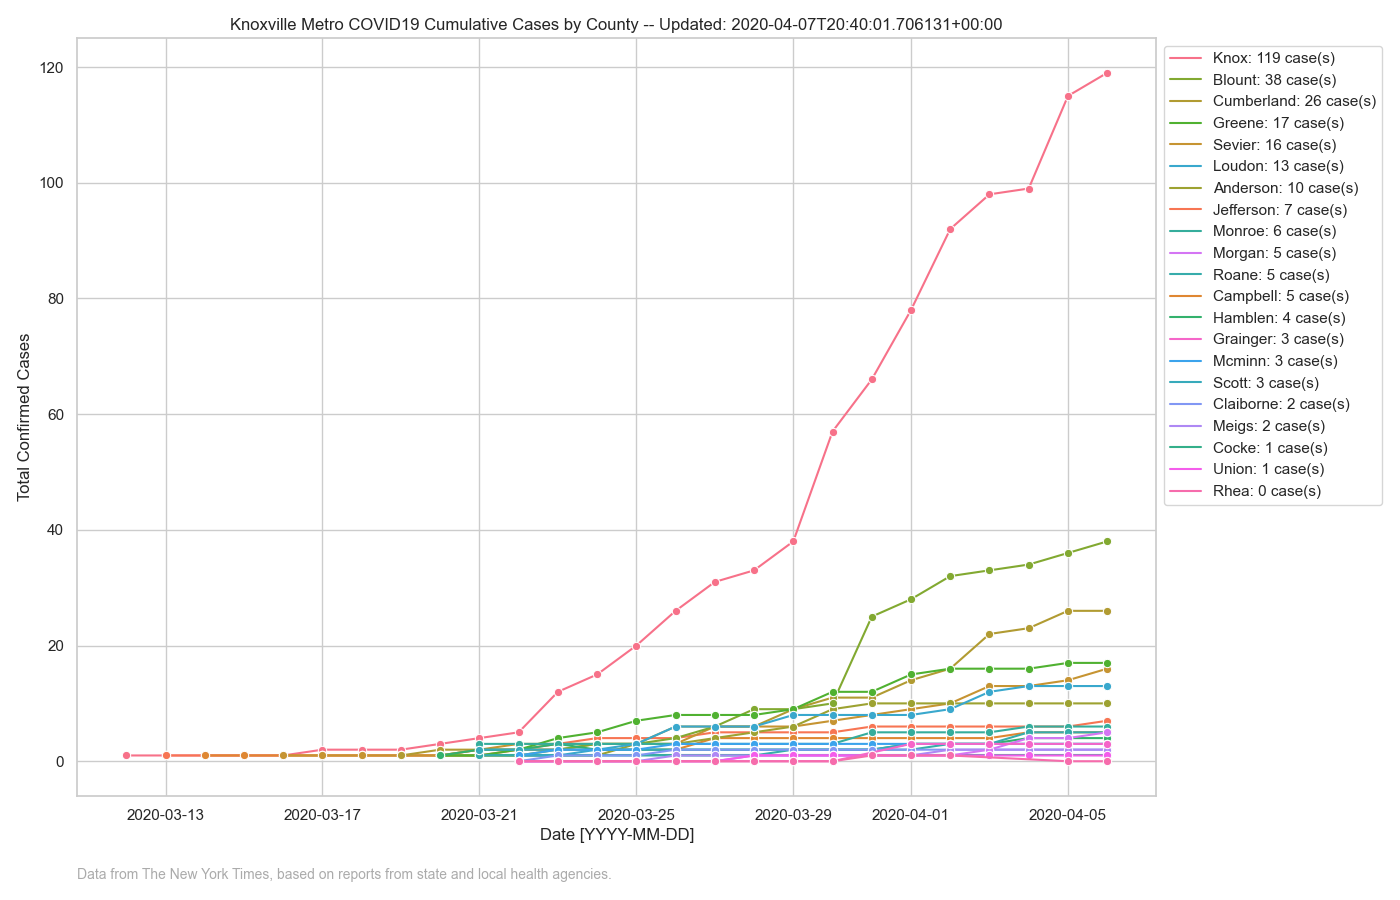 Knoxville Metro COVID19 Cumulative Cases by County -- Updated: 2020-04-07T20:40:01.706131+00:00
Total Confirmed Cases
120
100
80
60
40
20
0
2020-03-13
2020-03-17
2020-03-21
2020-03-25
2020-03-29
2020-04-01
2020-04-05
Date [YYYY-MM-DD]
Knox: 119 case(s)
Blount: 38 case(s)
Cumberland: 26 case(s)
Greene: 17 case(s)
Sevier: 16 case(s)
Loudon: 13 case(s)
Anderson: 10 case(s)
Jefferson: 7 case(s)
Monroe: 6 case(s)
Morgan: 5 case(s)
Roane: 5 case(s)
Campbell: 5 case(s)
Hamblen: 4 case(s)
Grainger: 3 case(s)
Mcminn: 3 case(s)
Scott: 3 case(s)
Claiborne: 2 case(s)
Meigs: 2 case(s)
Cocke: 1 case(s)
Union: 1 case(s)
Rhea: 0 case(s)
Data from The New York Times, based on reports from state and local health agencies.